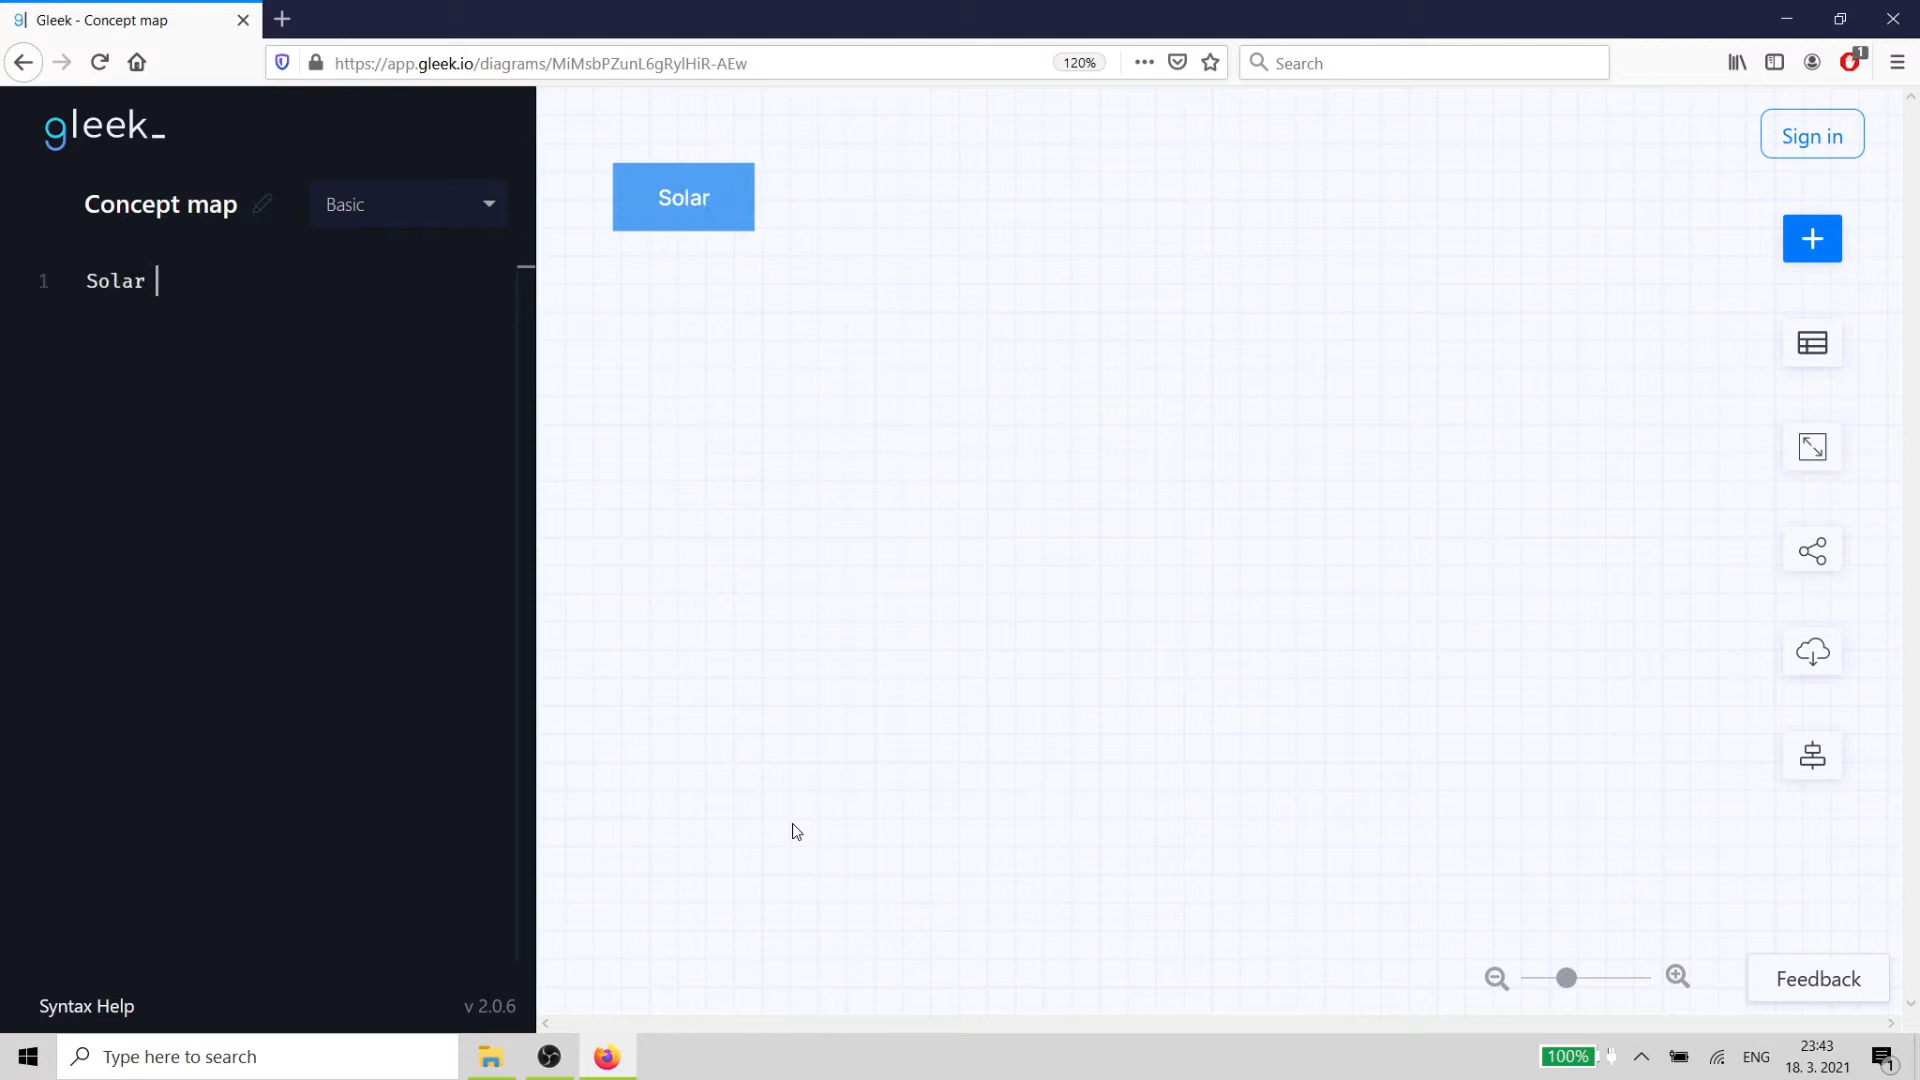 g| Gleek - Concept map
https://app.gleek.io/diagrams/MiMsbPZunL6gRylHiR-AEw
120%
Search
1
gleek_
Concept map
Basic
1 Solar
Solar
Sign in
Syntax Help
v 2.0.6
Feedback
Type here to search
100%
ENG
23:43
18. 3. 2021
1